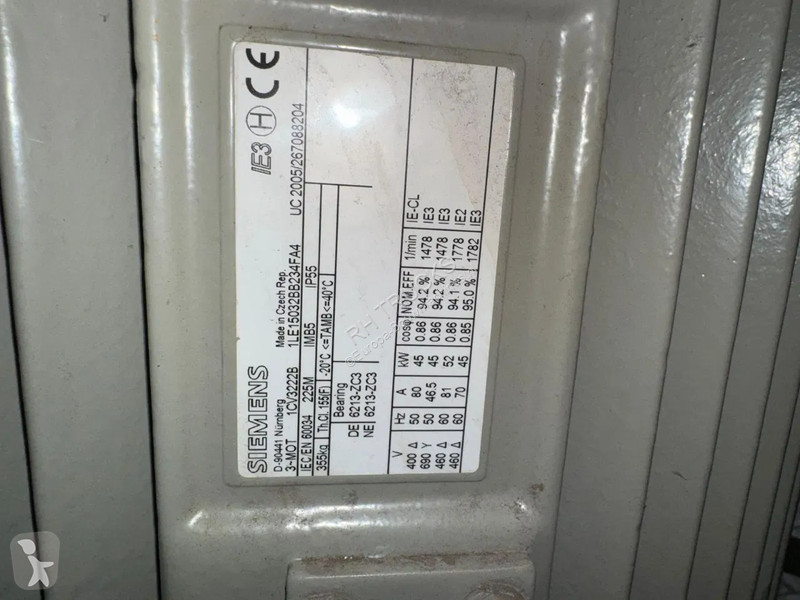 SIEMENS
IE3 H CE
D-90441 Nürnberg Made in Czech Rep.
3~MOT 1CV3222B 1LE15032BB234FA4 UC 2005/267088204
IEC/EN 60034 225M IMB5 IP55
355kg Th.Cl. 155(F) -20°C <=TAMB<=40°C
Bearing
DE 6213-ZC3
NE 6213-ZC3
V Hz A kW cosφ NOM.EFF 1/min IE-CL
400 Δ 50 80 45 0.86 94.2 % 1478 IE3
690 Y 50 46.5 45 0.86 94.2 % 1478 IE3
460 Δ 60 81 52 0.86 94.1 % 1778 IE2
460 Δ 60 70 45 0.85 95.0 % 1782 IE3